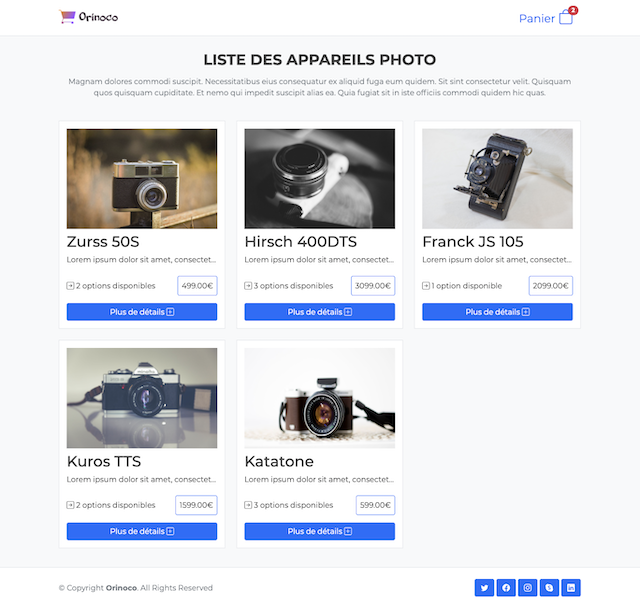 Orinoco
Panier 2
LISTE DES APPAREILS PHOTO
Magnam dolores commodi suscipit. Necessitatibus eius consequatur ex aliquid fuga eum quidem. Sit sint consectetur velit. Quisquam
quos quisquam cupiditate. Et nemo qui impedit suscipit alias ea. Quia fugiat sit in iste officiis commodi quidem hic quas.
Zurss 50S
Lorem ipsum dolor sit amet, consectet...
2 options disponibles
499.00€
Plus de détails
Hirsch 400DTS
Lorem ipsum dolor sit amet, consectet...
3 options disponibles
3099.00€
Plus de détails
Franck JS 105
Lorem ipsum dolor sit amet, consectet...
1 option disponible
2099.00€
Plus de détails
Kuros TTS
Lorem ipsum dolor sit amet, consectet...
2 options disponibles
1599.00€
Plus de détails
Katatone
Lorem ipsum dolor sit amet, consectet...
3 options disponibles
599.00€
Plus de détails
© Copyright Orinoco. All Rights Reserved